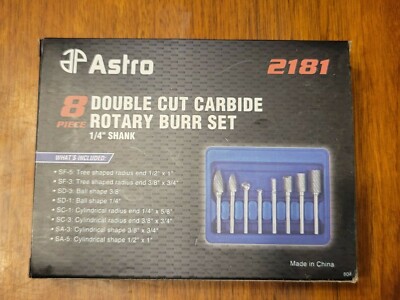 AP Astro
2181
8 PIECE
DOUBLE CUT CARBIDE
ROTARY BURR SET
1/4" SHANK
WHAT'S INCLUDED:
• SF-5: Tree shaped radius end 1/2" x 1"
• SF-3: Tree shaped radius end 3/8" x 3/4"
• SD-3: Ball shape 3/8"
• SD-1: Ball shape 1/4"
• SC-1: Cylindrical radius end 1/4" x 5/8"
• SC-3: Cylindrical radius end 3/8" x 3/4"
• SA-3: Cylindrical shape 3/8" x 3/4"
• SA-5: Cylindrical shape 1/2" x 1"
Made in China